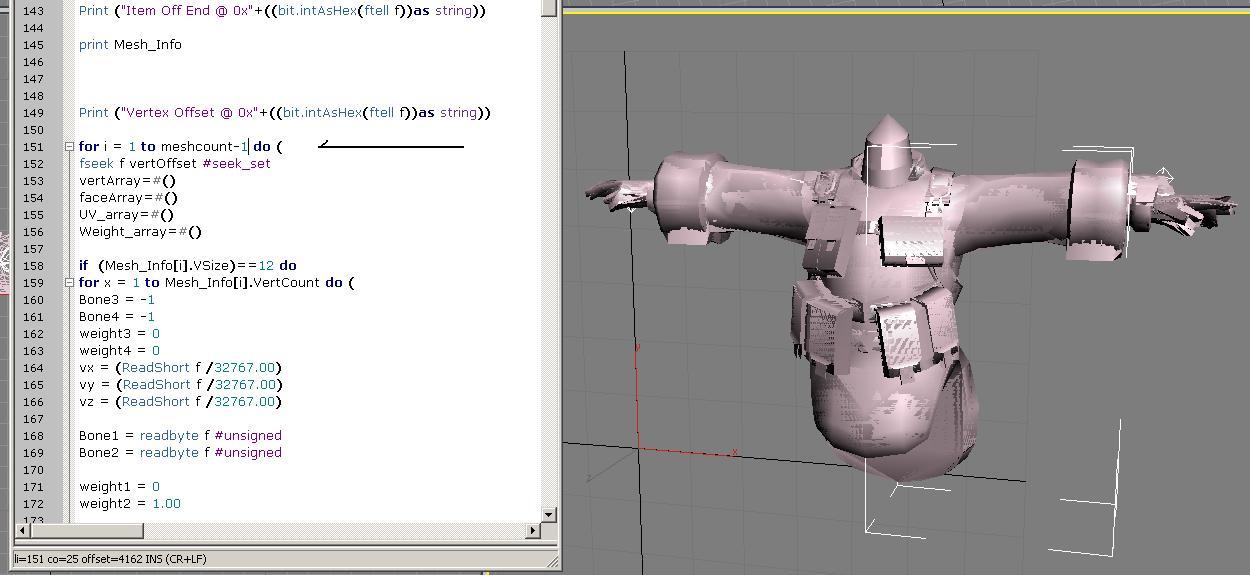 143 Print ("Item Off End @ 0x"+((bit.intAsHex(ftell f))as string))
144
145 print Mesh_Info
146
147
148
149 Print ("Vertex Offset @ 0x"+((bit.intAsHex(ftell f))as string))
150
151 for i = 1 to meshcount-1 do (
152 fseek f vertOffset #seek_set
153 vertArray=#()
154 faceArray=#()
155 UV_array=#()
156 Weight_array=#()
157
158 if (Mesh_Info[i].VSize)==12 do
159 for x = 1 to Mesh_Info[i].VertCount do (
160 Bone3 = -1
161 Bone4 = -1
162 weight3 = 0
163 weight4 = 0
164 vx = (ReadShort f /32767.00)
165 vy = (ReadShort f /32767.00)
166 vz = (ReadShort f /32767.00)
167
168 Bone1 = readbyte f #unsigned
169 Bone2 = readbyte f #unsigned
170
171 weight1 = 0
172 weight2 = 1.00
173
li=151 co=25 offset=4162 INS (CR+LF)
y
x
z